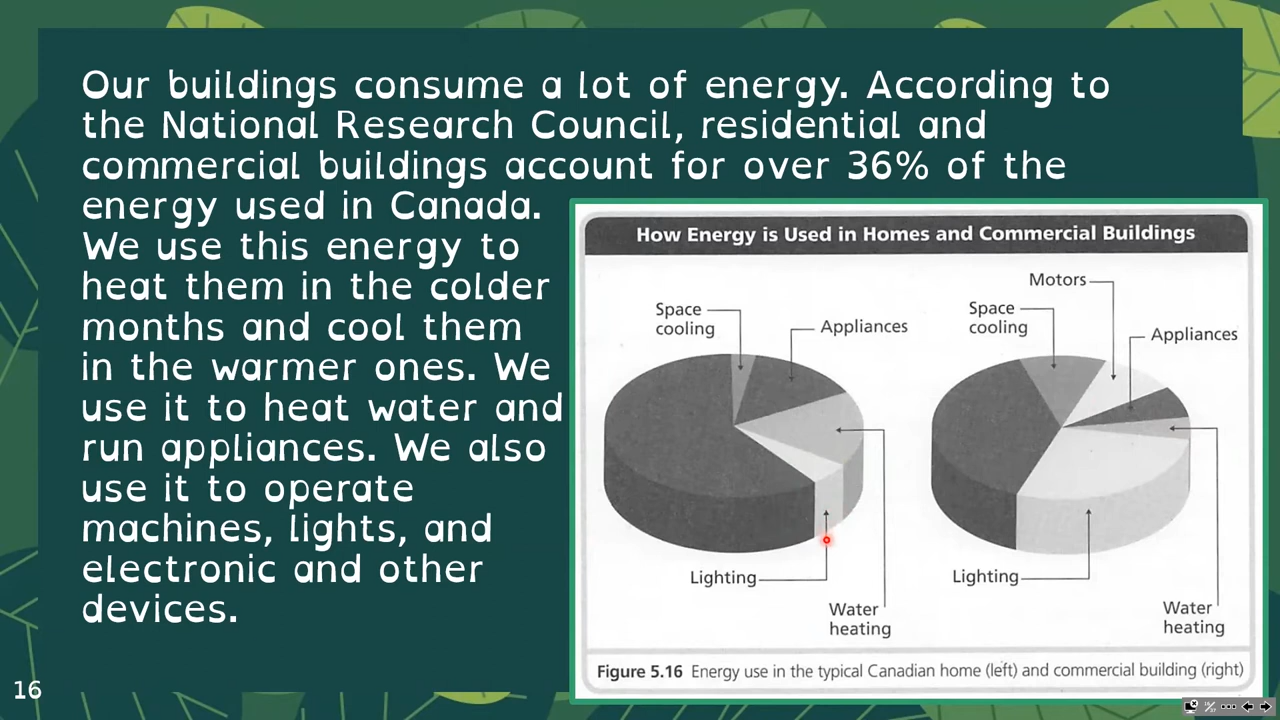 Our buildings consume a lot of energy. According to
the National Research Council, residential and
commercial buildings account for over 36% of the
energy used in Canada.
We use this energy to
heat them in the colder
months and cool them
in the warmer ones. We
use it to heat water and
run appliances. We also
use it to operate
machines, lights, and
electronic and other
devices.
How Energy is Used in Homes and Commercial Buildings
Space
cooling
Appliances
Lighting
Water
heating
Motors
Space
cooling
Appliances
Lighting
Water
heating
Figure 5.16 Energy use in the typical Canadian home (left) and commercial building (right)
16